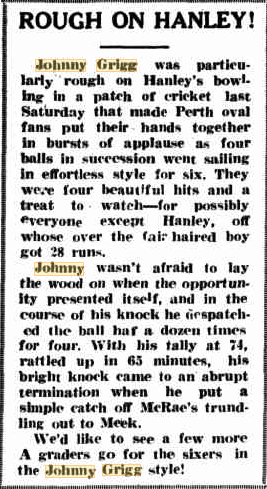 ROUGH ON HANLEY!
Johnny Grigg was particu-
larly rough on Hanley's bowl-
ing in a patch of cricket last
Saturday that made Perth oval
fans put their hands together
in bursts of applause as four
balls in succession went sailing
in effortless style for six. They
were four beautiful hits and a
treat to watch—for possibly
everyone except Hanley, off
whose over the fair haired boy
got 28 runs.
Johnny wasn't afraid to lay
the wood on when the opportun-
ity presented itself, and in the
course of his knock he despatch-
ed the ball haf a dozen times
for four. With his tally at 74,
rattled up in 65 minutes, his
bright knock came to an abrupt
termination when he put a
simple catch off McRae's trund-
ling out to Meek.
We'd like to see a few more
A graders go for the sixers in
the Johnny Grigg style!